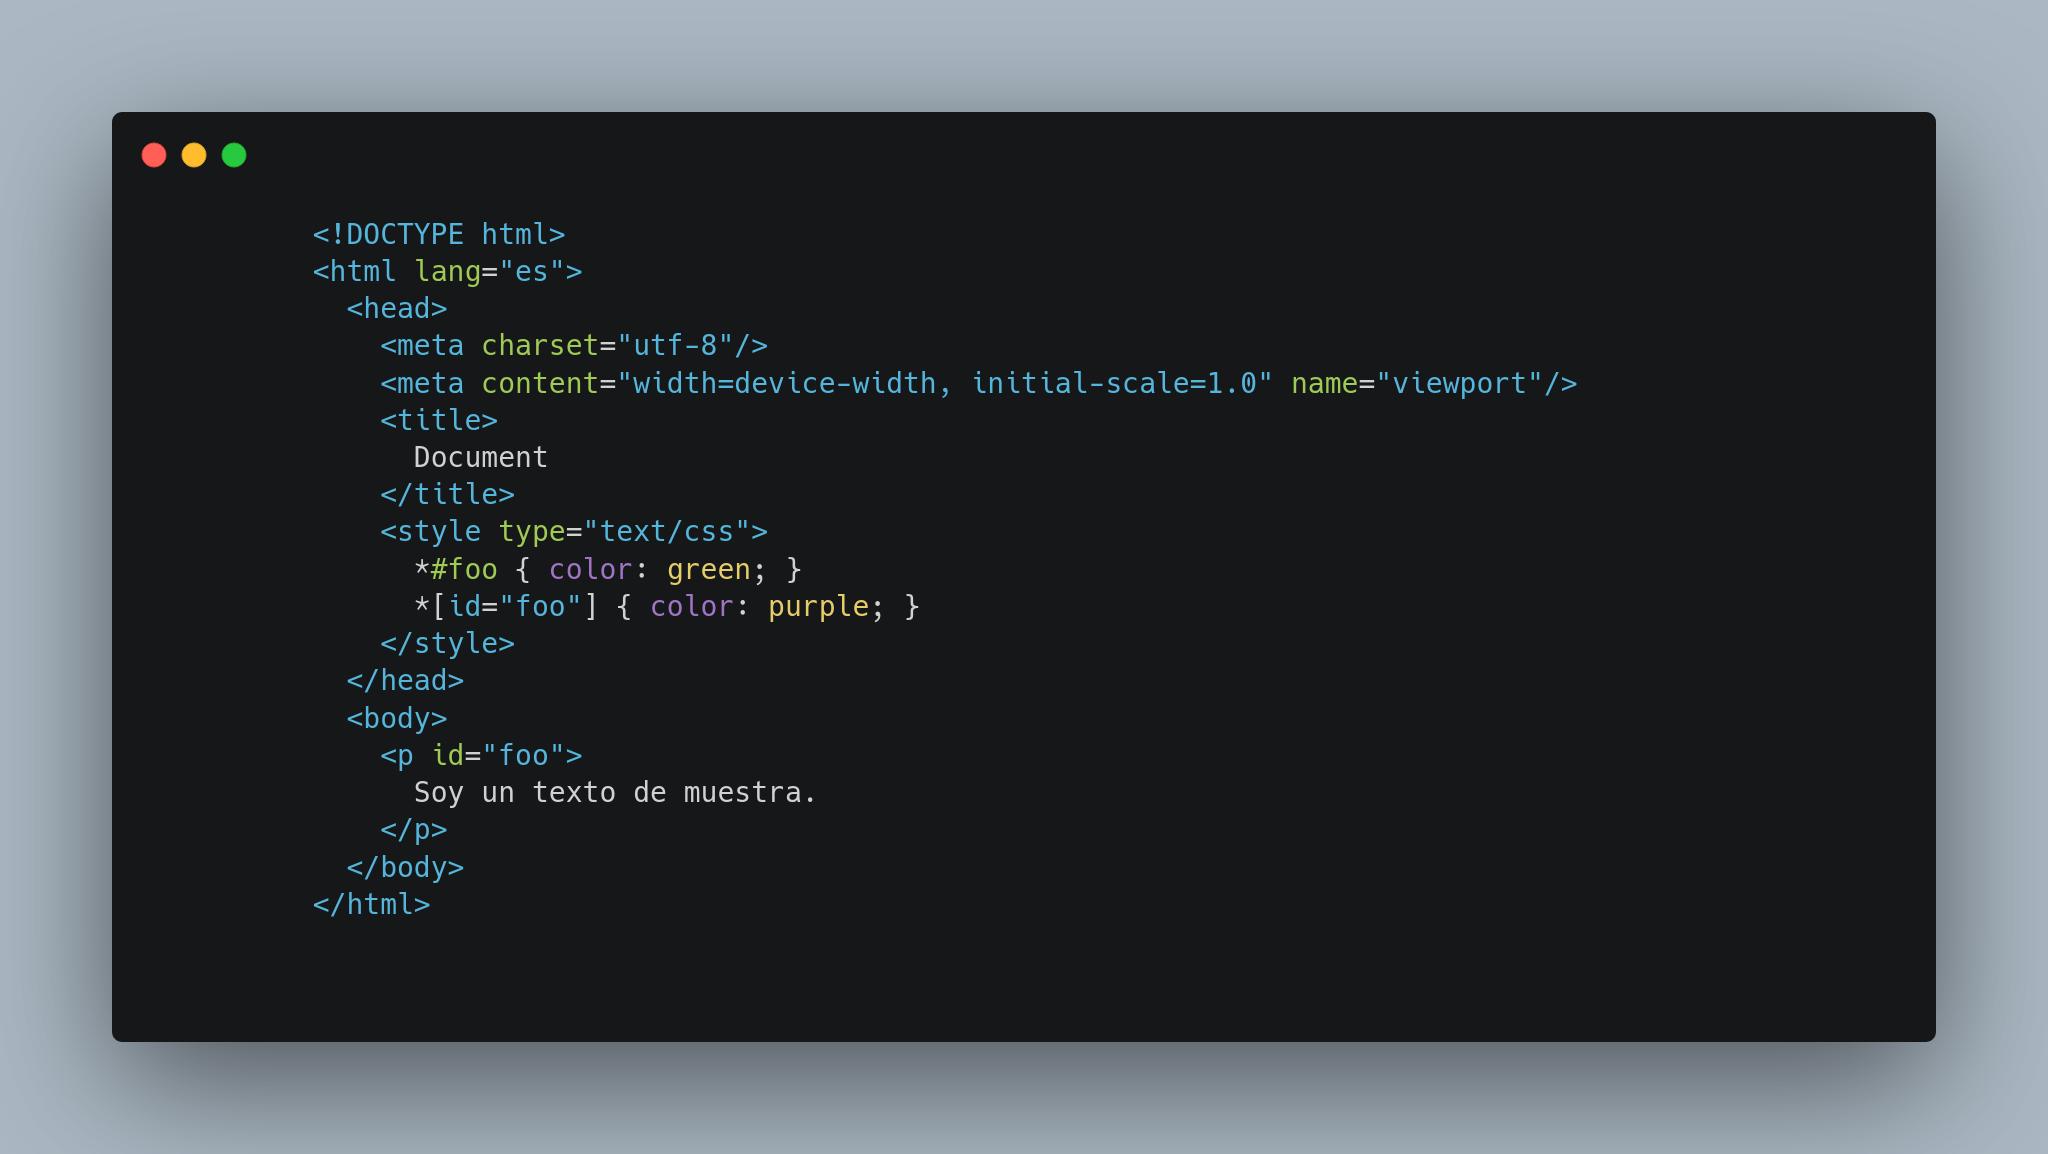 <!DOCTYPE html>
<html lang="es">
  <head>
    <meta charset="utf-8"/>
    <meta content="width=device-width, initial-scale=1.0" name="viewport"/>
    <title>
      Document
    </title>
    <style type="text/css">
      *#foo { color: green; }
      *[id="foo"] { color: purple; }
    </style>
  </head>
  <body>
    <p id="foo">
      Soy un texto de muestra.
    </p>
  </body>
</html>